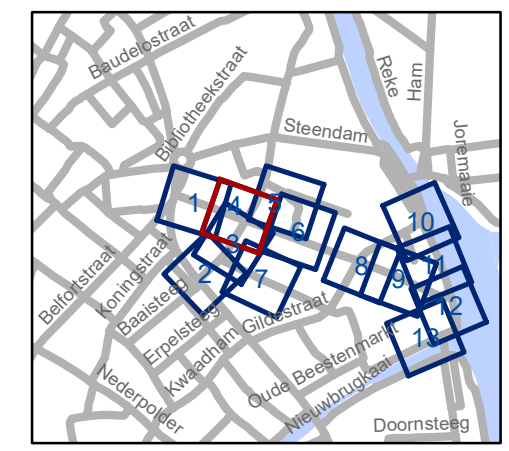 Baudelostraat
Bibliotheekstraat
Reke
Ham
Steendam
Joremaaie
1
4
5
3
6
2
7
8
9
10
11
12
13
Belfortstraat
Koningstraat
Baaisteeg
Erpelsteeg
Kwaadham
Gildestraat
Oude Beestenmarkt
Nieuwbrugkaai
Nederpolder
Doornsteeg